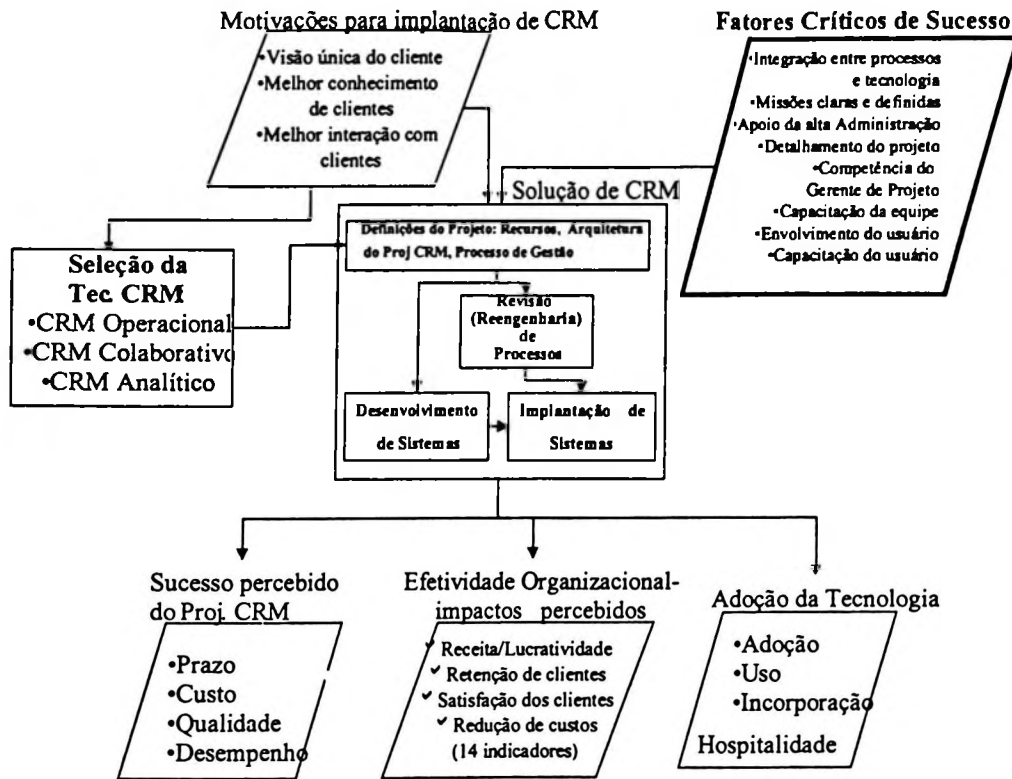 Motivações para implantação de CRM
•Visão única do cliente
•Melhor conhecimento
de clientes
•Melhor interação com
clientes
Fatores Críticos de Sucesso
•Integração entre processos
e tecnologia
•Missões claras e definidas
•Apoio da alta Administração
•Detalhamento do projeto
•Competência do
Gerente de Projeto
•Capacitação da equipe
•Envolvimento do usuário
•Capacitação do usuário
Seleção da
Tec. CRM
•CRM Operacional
•CRM Colaborativo
•CRM Analítico
Solução de CRM
Definições do Projeto: Recursos, Arquitetura
do Proj CRM, Processo de Gestão
Revisão
(Reengenharia)
de
Processos
Desenvolvimento
de Sistemas
Implantação de
Sistemas
Sucesso percebido
do Proj. CRM
•Prazo
•Custo
•Qualidade
•Desempenho
Efetividade Organizacional-
impactos percebidos
✓ Receita/Lucratividade
✓ Retenção de clientes
✓ Satisfação dos clientes
✓ Redução de custos
(14 indicadores)
Adoção da Tecnologia
•Adoção
•Uso
•Incorporação
Hospitalidade